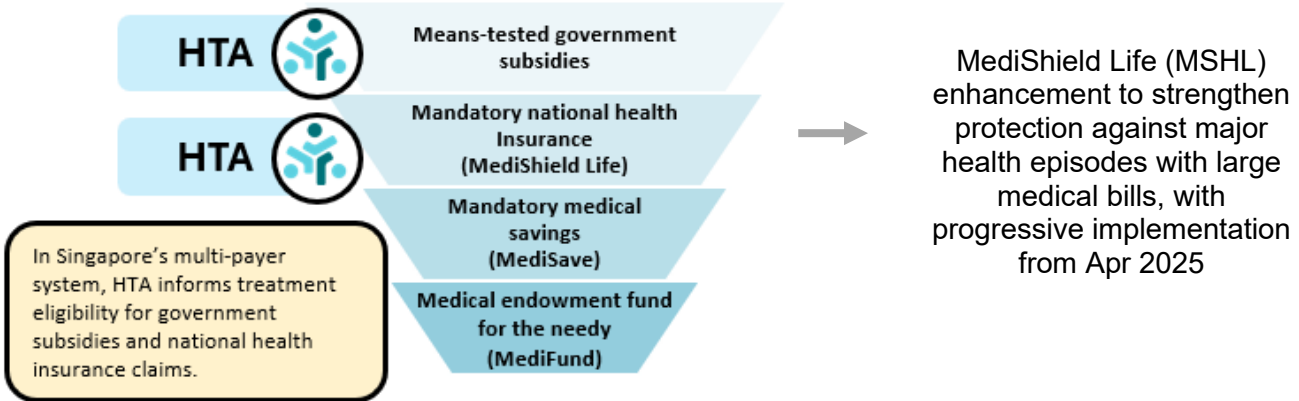 HTA
Means-tested government
subsidies
HTA
Mandatory national health
Insurance
(MediShield Life)
Mandatory medical
savings
(MediSave)
Medical endowment fund
for the needy
(MediFund)
In Singapore's multi-payer
system, HTA informs treatment
eligibility for government
subsidies and national health
insurance claims.
MediShield Life (MSHL)
enhancement to strengthen
protection against major
health episodes with large
medical bills, with
progressive implementation
from Apr 2025